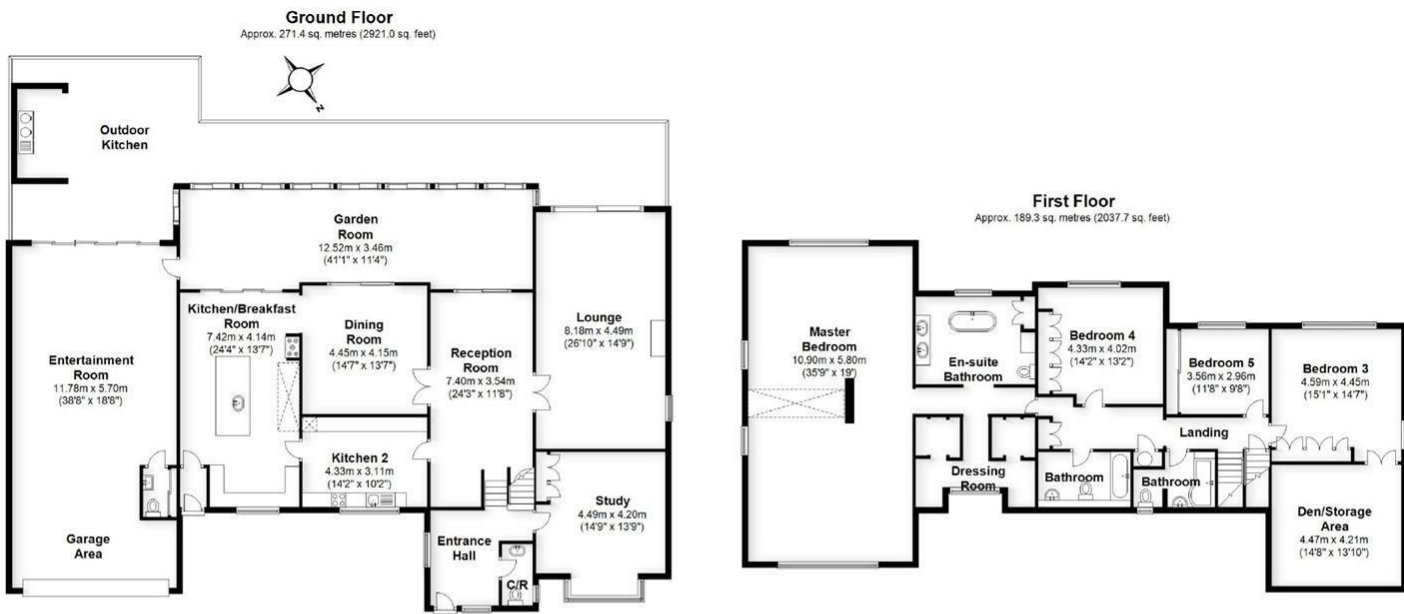 Ground Floor
Approx. 271.4 sq. metres (2921.0 sq. feet)
N
Outdoor
Kitchen
Garden
Room
12.52m x 3.46m
(41'1" x 11'4")
Kitchen/Breakfast
Room
7.42m x 4.14m
(24'4" x 13'7")
Dining
Room
4.45m x 4.15m
(14'7" x 13'7")
Lounge
8.18m x 4.49m
(26'10" x 14'9")
Entertainment
Room
11.78m x 5.70m
(38'8" x 18'8")
Reception
Room
7.40m x 3.54m
(24'3" x 11'8")
Kitchen 2
4.33m x 3.11m
(14'2" x 10'2")
Study
4.49m x 4.20m
(14'9" x 13'9")
Garage
Area
Entrance
Hall
C/R
First Floor
Approx. 189.3 sq. metres (2037.7 sq. feet)
Master
Bedroom
10.90m x 5.80m
(35'9" x 19')
En-suite
Bathroom
Bedroom 4
4.33m x 4.02m
(14'2" x 13'2")
Bedroom 5
3.56m x 2.96m
(11'8" x 9'8")
Bedroom 3
4.59m x 4.45m
(15'1" x 14'7")
Landing
Dressing
Room
Bathroom
Bathroom
Den/Storage
Area
4.47m x 4.21m
(14'8" x 13'10")